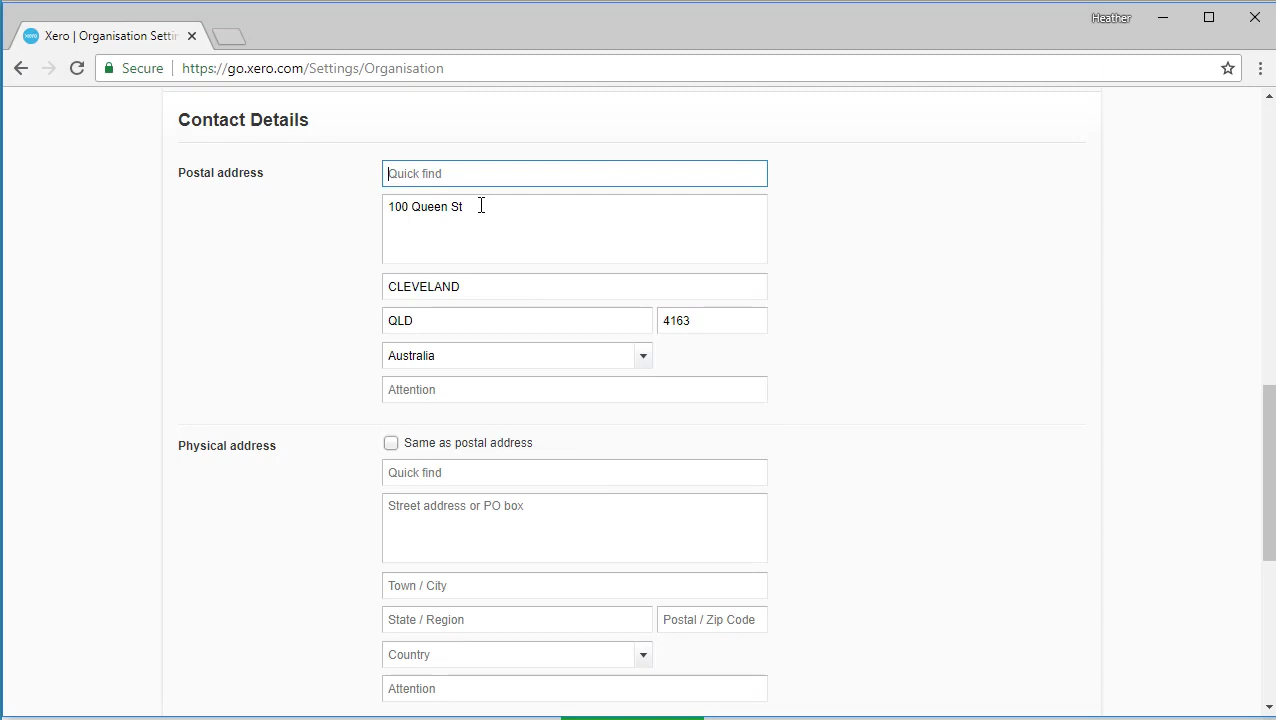 Heather
Xero | Organisation Settin
Secure
https://go.xero.com/Settings/Organisation
Contact Details
Postal address
Quick find
100 Queen St
CLEVELAND
QLD
4163
Australia
Attention
Physical address
Same as postal address
Quick find
Street address or PO box
Town / City
State / Region
Postal / Zip Code
Country
Attention